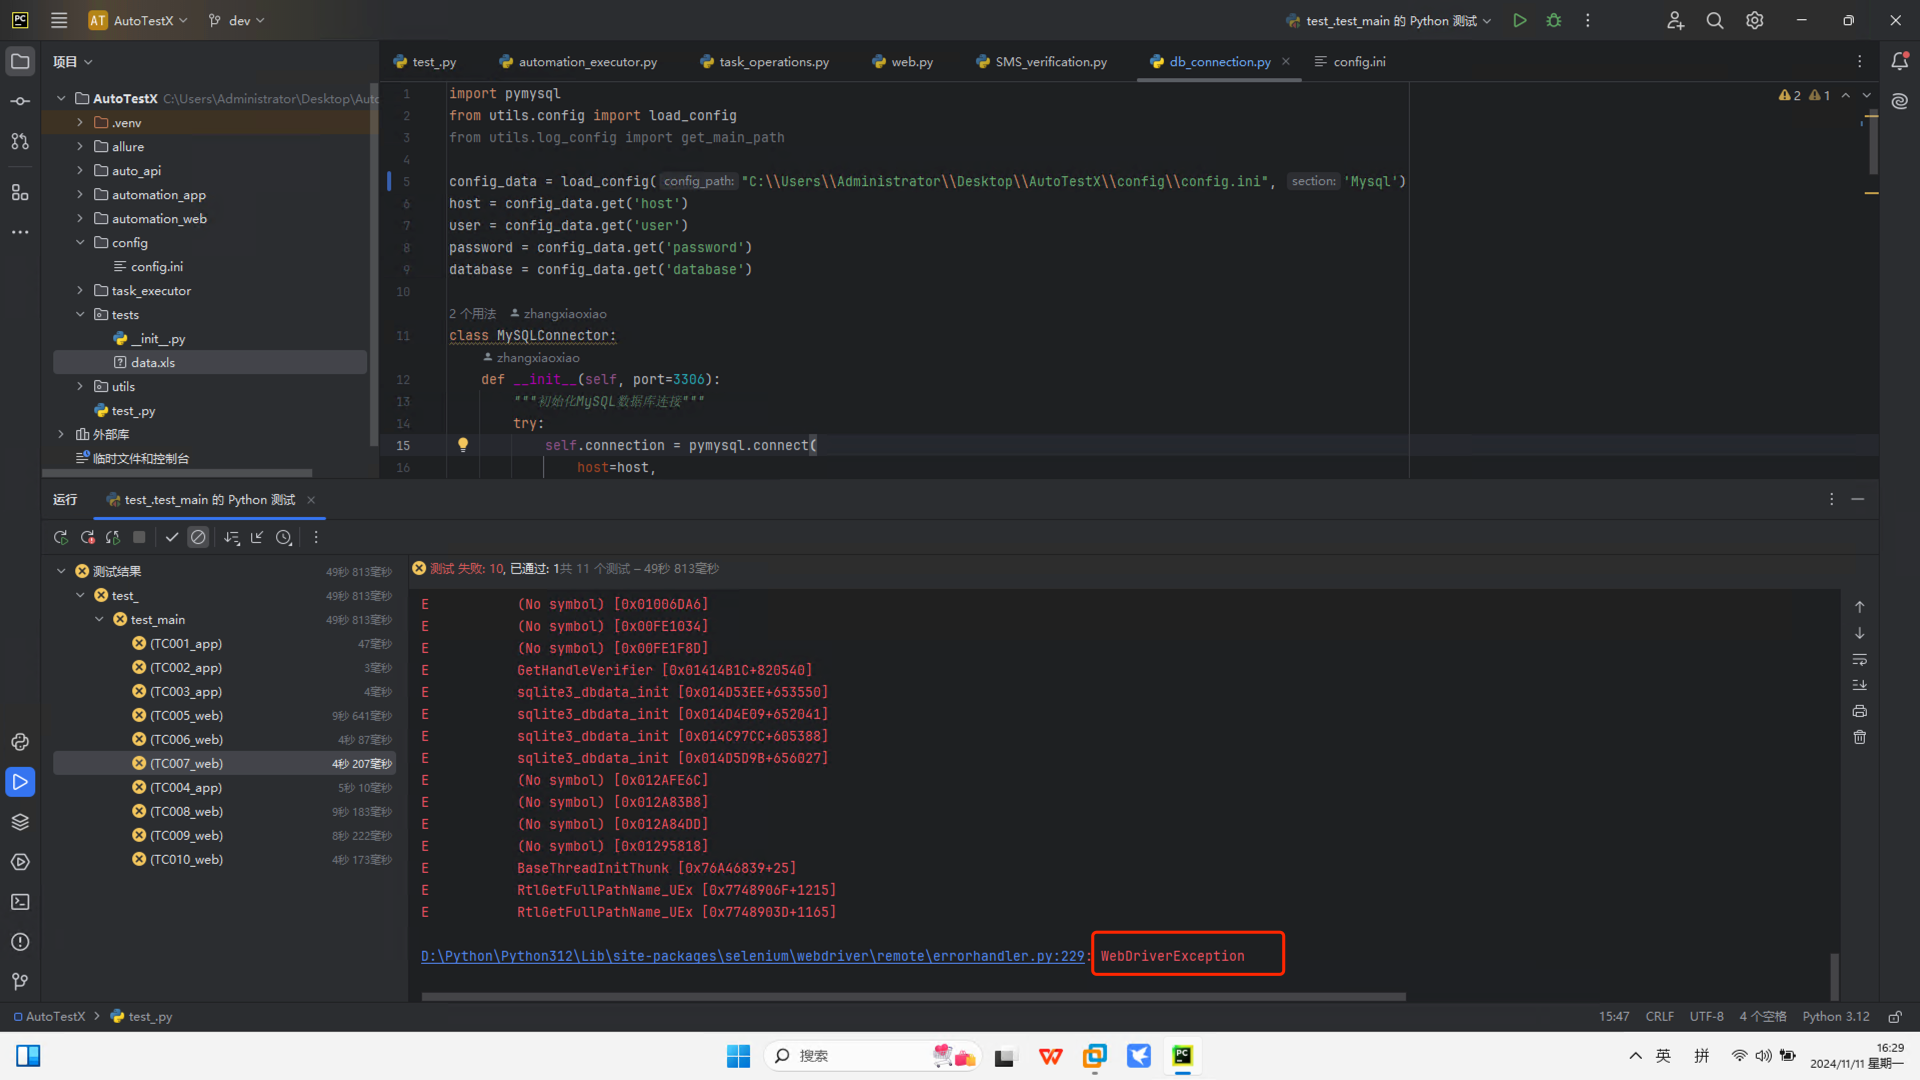 PC
AT AutoTestX
dev
test_.test_main 的 Python 测试
项目
test_.py
automation_executor.py
task_operations.py
web.py
SMS_verification.py
db_connection.py
config.ini
AutoTestX C:\Users\Administrator\Desktop\Auto
.venv
allure
auto_api
automation_app
automation_web
config
config.ini
task_executor
tests
__init__.py
data.xls
utils
test_.py
外部库
临时文件和控制台
2 1
1 import pymysql
2 from utils.config import load_config
3 from utils.log_config import get_main_path
4
5 config_data = load_config( config_path: "C:\\Users\\Administrator\\Desktop\\AutoTestX\\config\\config.ini", section: 'Mysql')
6 host = config_data.get('host')
7 user = config_data.get('user')
8 password = config_data.get('password')
9 database = config_data.get('database')
10
2 个用法 zhangxiaoxiao
11 class MySQLConnector:
zhangxiaoxiao
12 def __init__(self, port=3306):
13 """初始化MySQL数据库连接"""
14 try:
15 self.connection = pymysql.connect(
16 host=host,
运行
test_.test_main 的 Python 测试
测试结果 49秒 813毫秒
test_ 49秒 813毫秒
test_main 49秒 813毫秒
(TC001_app) 47毫秒
(TC002_app) 3毫秒
(TC003_app) 4毫秒
(TC005_web) 9秒 641毫秒
(TC006_web) 4秒 87毫秒
(TC007_web) 4秒 207毫秒
(TC004_app) 5秒 10毫秒
(TC008_web) 9秒 183毫秒
(TC009_web) 8秒 222毫秒
(TC010_web) 4秒 173毫秒
测试 失败: 10, 已通过: 1共 11 个测试 – 49秒 813毫秒
E (No symbol) [0x01006DA6]
E (No symbol) [0x00FE1034]
E (No symbol) [0x00FE1F8D]
E GetHandleVerifier [0x01414B1C+820540]
E sqlite3_dbdata_init [0x014D53EE+653550]
E sqlite3_dbdata_init [0x014D4E09+652041]
E sqlite3_dbdata_init [0x014C97CC+605388]
E sqlite3_dbdata_init [0x014D5D9B+656027]
E (No symbol) [0x012AFE6C]
E (No symbol) [0x012A83B8]
E (No symbol) [0x012A84DD]
E (No symbol) [0x01295818]
E BaseThreadInitThunk [0x76A46839+25]
E RtlGetFullPathName_UEx [0x7748906F+1215]
E RtlGetFullPathName_UEx [0x7748903D+1165]
D:\Python\Python312\Lib\site-packages\selenium\webdriver\remote\errorhandler.py:229: WebDriverException
AutoTestX > test_.py
15:47 CRLF UTF-8 4 个空格 Python 3.12
搜索
PC
英 拼
16:29
2024/11/11 星期一